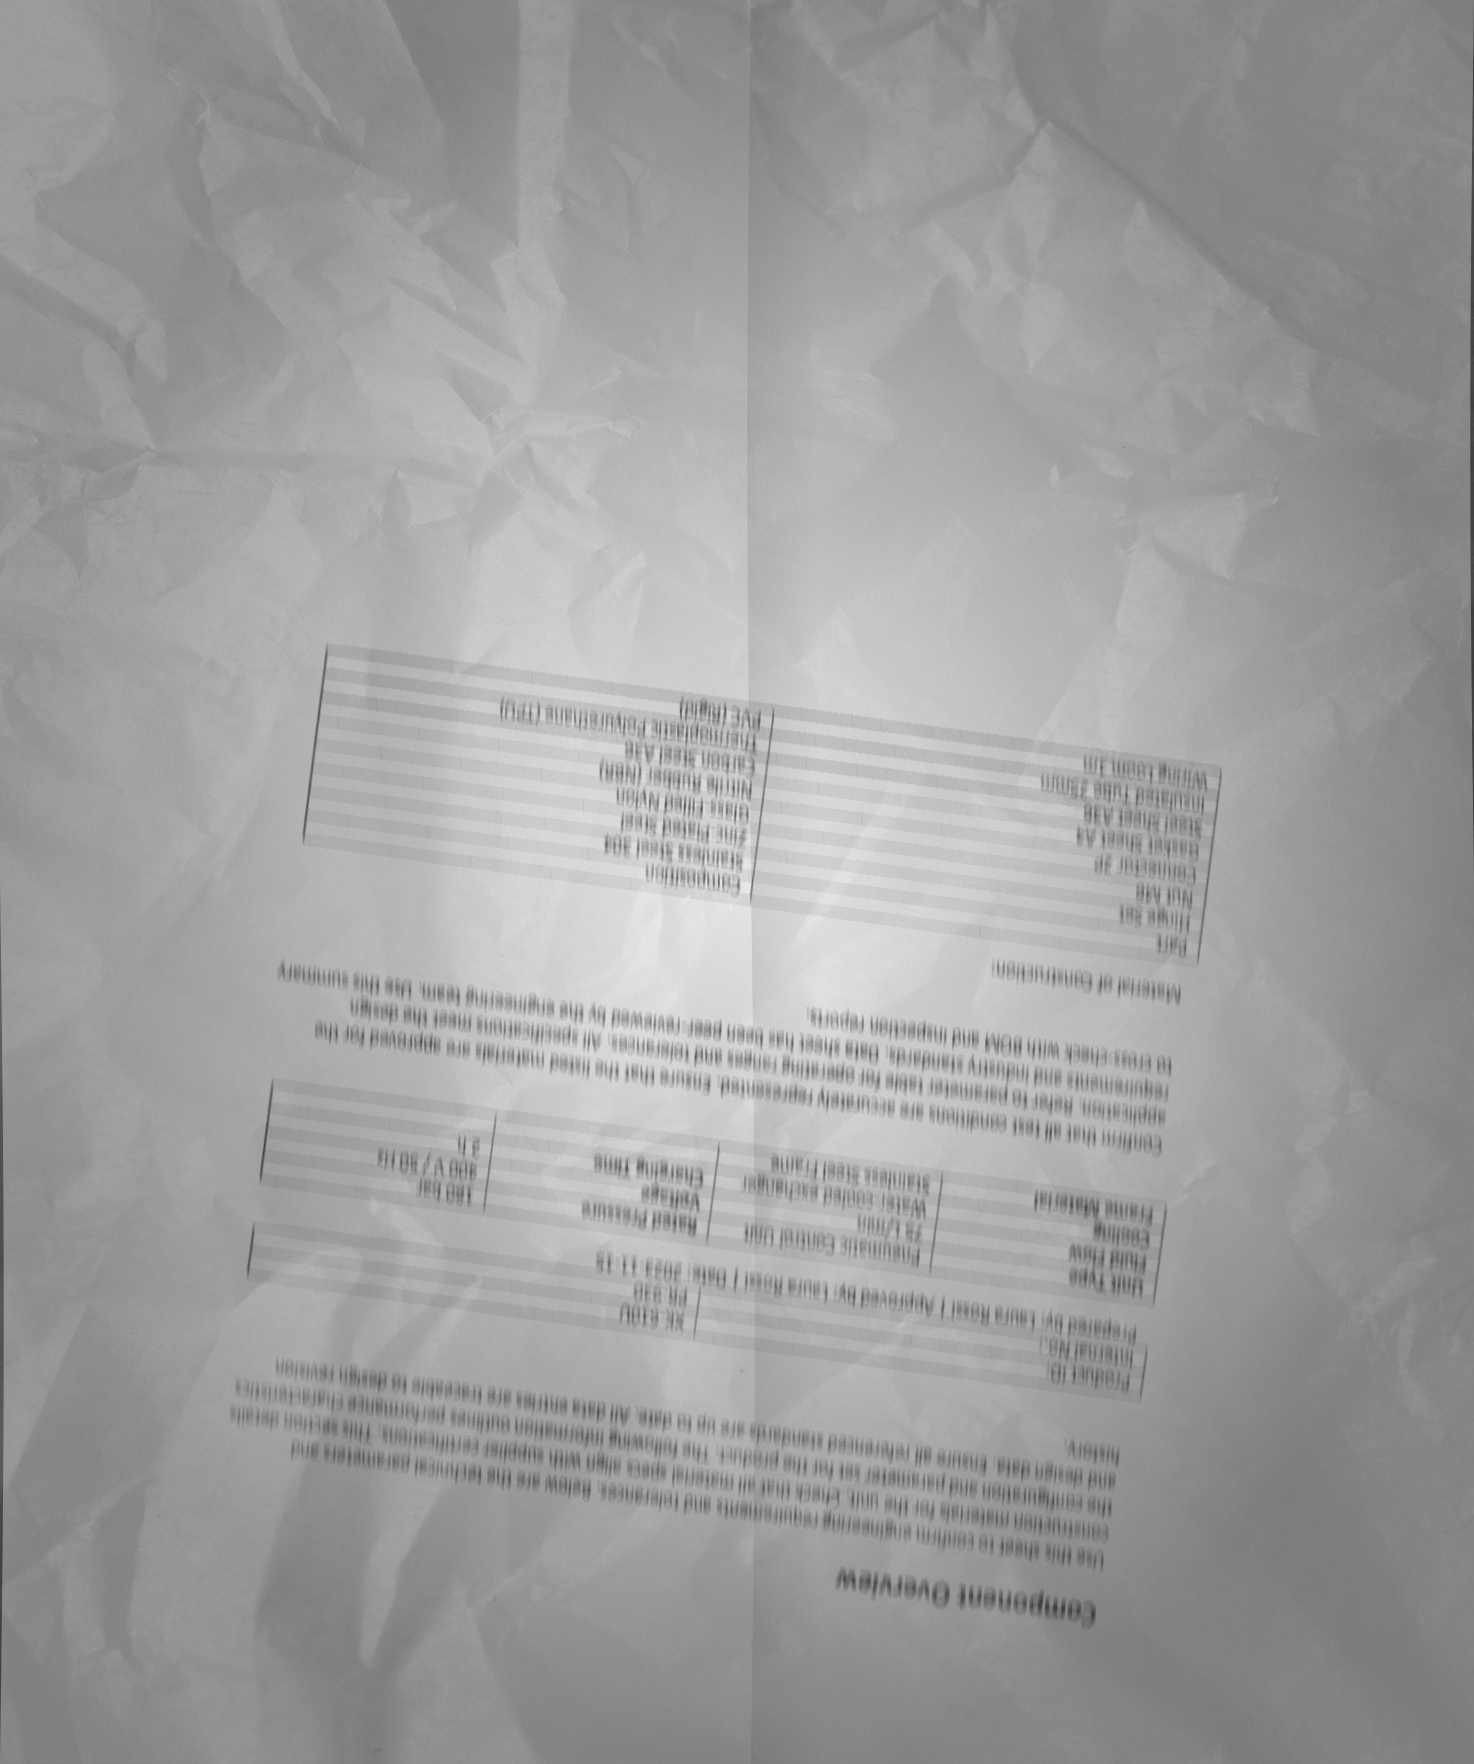 Component Overview
Use this sheet to confirm engineering requirements and tolerances. Below are the technical parameters and
construction materials for the unit. Check that all material specs align with supplier certifications. This section details
the configuration and parameter set for the product. The following information outlines performance characteristics
and design data. Ensure all referenced standards are up to date. All data entries are traceable to design revision
history.
Product ID:
Internal No.:
Prepared by: Laura Rossi | Approved by: Laura Rossi | Date: 2023-11-15
Unit Type Pneumatic Control Unit Rated Pressure 180 bar
Fluid Flow 75 L/min Voltage 400 V / 50 Hz
Cooling Water-cooled exchanger Charging Time
Frame Material Stainless Steel Frame
Confirm that all test conditions are accurately represented. Ensure that the listed materials are approved for the
application. Refer to parameter table for operating ranges and tolerances. All specifications meet the design
requirements and industry standards. Data sheet has been peer-reviewed by the engineering team. Use this summary
to cross-check with BOM and inspection reports.
Material of Construction:
Part Composition
Hinge Set Stainless Steel 304
Nut M8 Zinc Plated Steel
Connector 3P Glass Filled Nylon
Gasket Sheet A3 Nitrile Rubber (NBR)
Steel Sheet A36 Carbon Steel A36
Insulated Tube 25mm Thermoplastic Polyurethane (TPU)
Wiring Loom 1m PVC (Rigid)